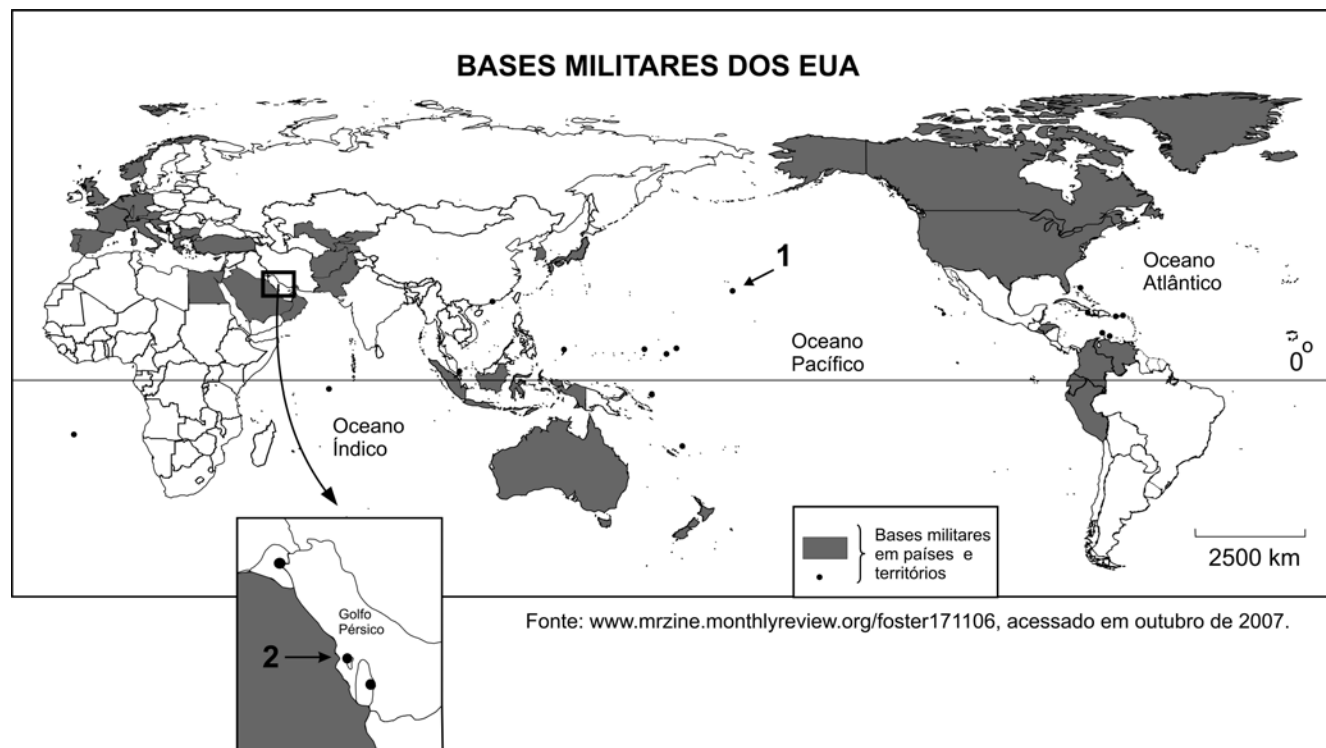 BASES MILITARES DOS EUA
1
Oceano
Atlântico
Oceano
Pacífico
0º
Oceano
Índico
Bases militares
em países e
territórios
2500 km
Golfo
Pérsico
2
Fonte: www.mrzine.monthlyreview.org/foster171106, acessado em outubro de 2007.